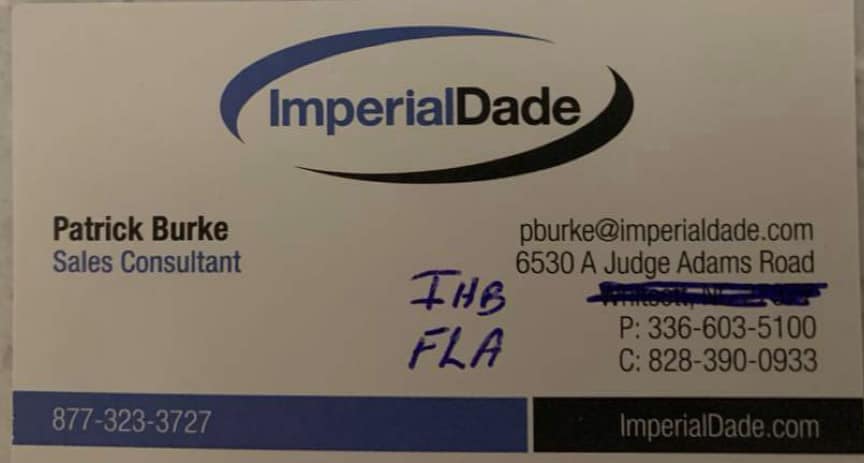 ImperialDade
Patrick Burke
Sales Consultant
pburke@imperialdade.com
6530 A Judge Adams Road
P: 336-603-5100
C: 828-390-0933
IHB
FLA
877-323-3727
ImperialDade.com